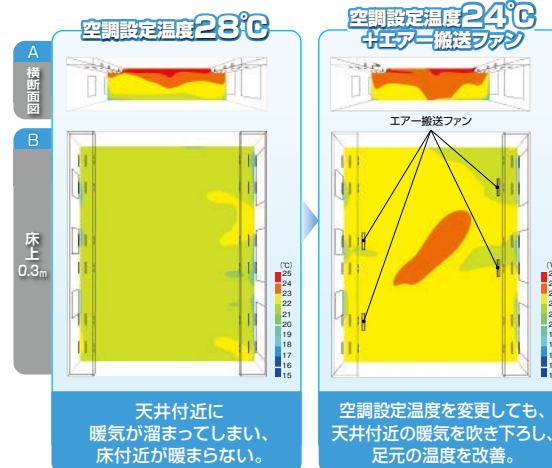 空調設定温度28℃
空調設定温度24℃
+エアー搬送ファン
A
横断面図
B
床上
0.3m
エアー搬送ファン
(℃)
25
24
23
22
21
20
19
18
17
16
15
天井付近に
暖気が溜まってしまい、
床付近が暖まらない。
空調設定温度を変更しても、
天井付近の暖気を吹き下ろし、
足元の温度を改善。